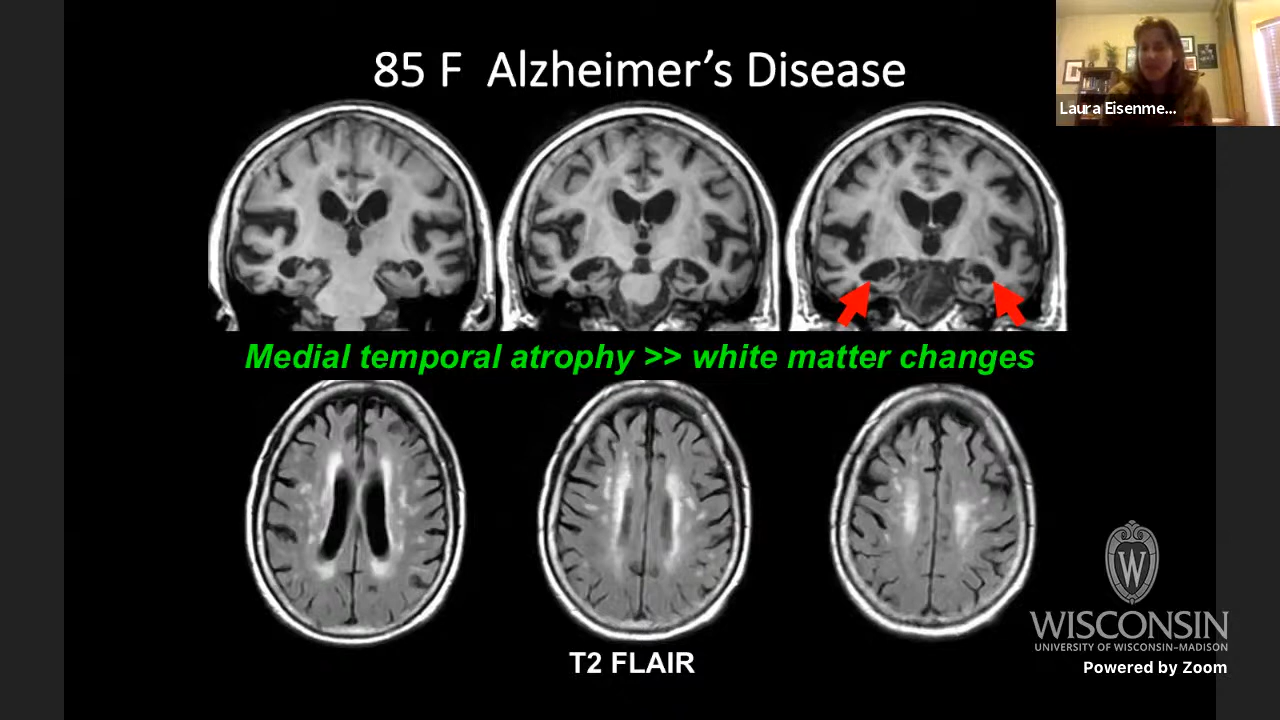 85 F Alzheimer’s Disease
Laura Eisenme...
Medial temporal atrophy >> white matter changes
T2 FLAIR
W
WISCONSIN
UNIVERSITY OF WISCONSIN–MADISON
Powered by Zoom